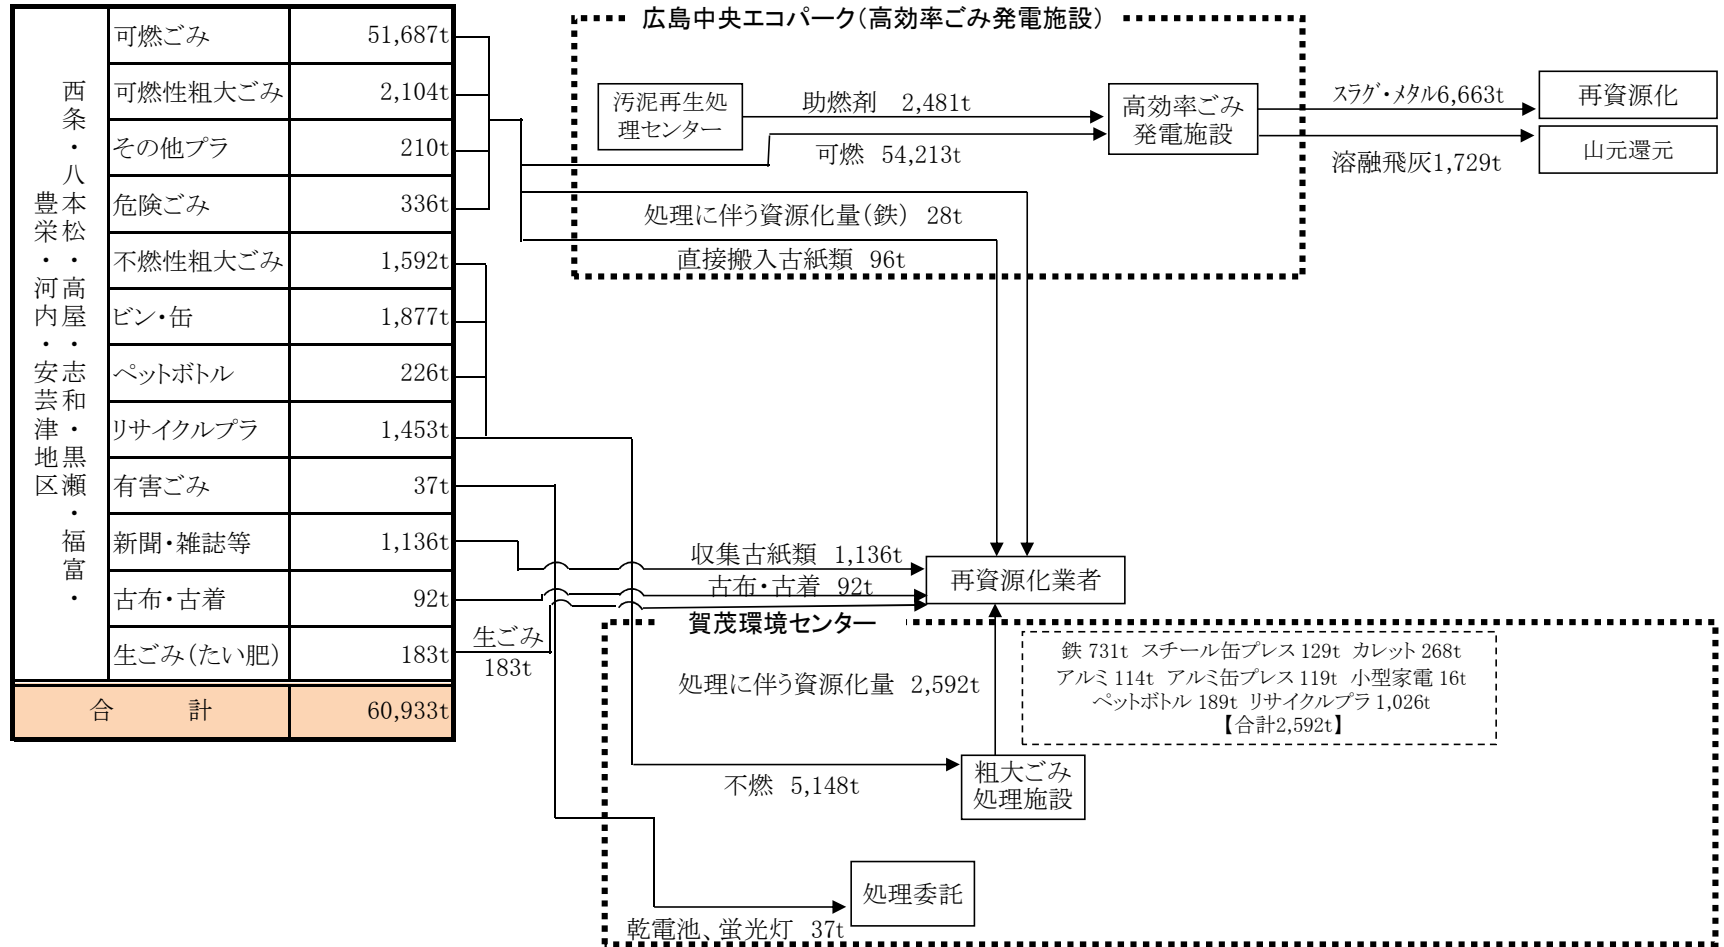 西条・八本松・高屋・志和・黒瀬・福富・
豊栄・河内・安芸津地区
可燃ごみ 51,687t
可燃性粗大ごみ 2,104t
その他プラ 210t
危険ごみ 336t
不燃性粗大ごみ 1,592t
ビン・缶 1,877t
ペットボトル 226t
リサイクルプラ 1,453t
有害ごみ 37t
新聞・雑誌等 1,136t
古布・古着 92t
生ごみ(たい肥) 183t
合 計 60,933t
生ごみ
183t
広島中央エコパーク(高効率ごみ発電施設)
汚泥再生処
理センター
助燃剤 2,481t
可燃 54,213t
高効率ごみ
発電施設
スラグ・メタル6,663t
再資源化
溶融飛灰1,729t
山元還元
処理に伴う資源化量(鉄) 28t
直接搬入古紙類 96t
収集古紙類 1,136t
古布・古着 92t
再資源化業者
賀茂環境センター
処理に伴う資源化量 2,592t
鉄 731t スチール缶プレス 129t カレット 268t
アルミ 114t アルミ缶プレス 119t 小型家電 16t
ペットボトル 189t リサイクルプラ 1,026t
【合計2,592t】
不燃 5,148t
粗大ごみ
処理施設
処理委託
乾電池、蛍光灯 37t